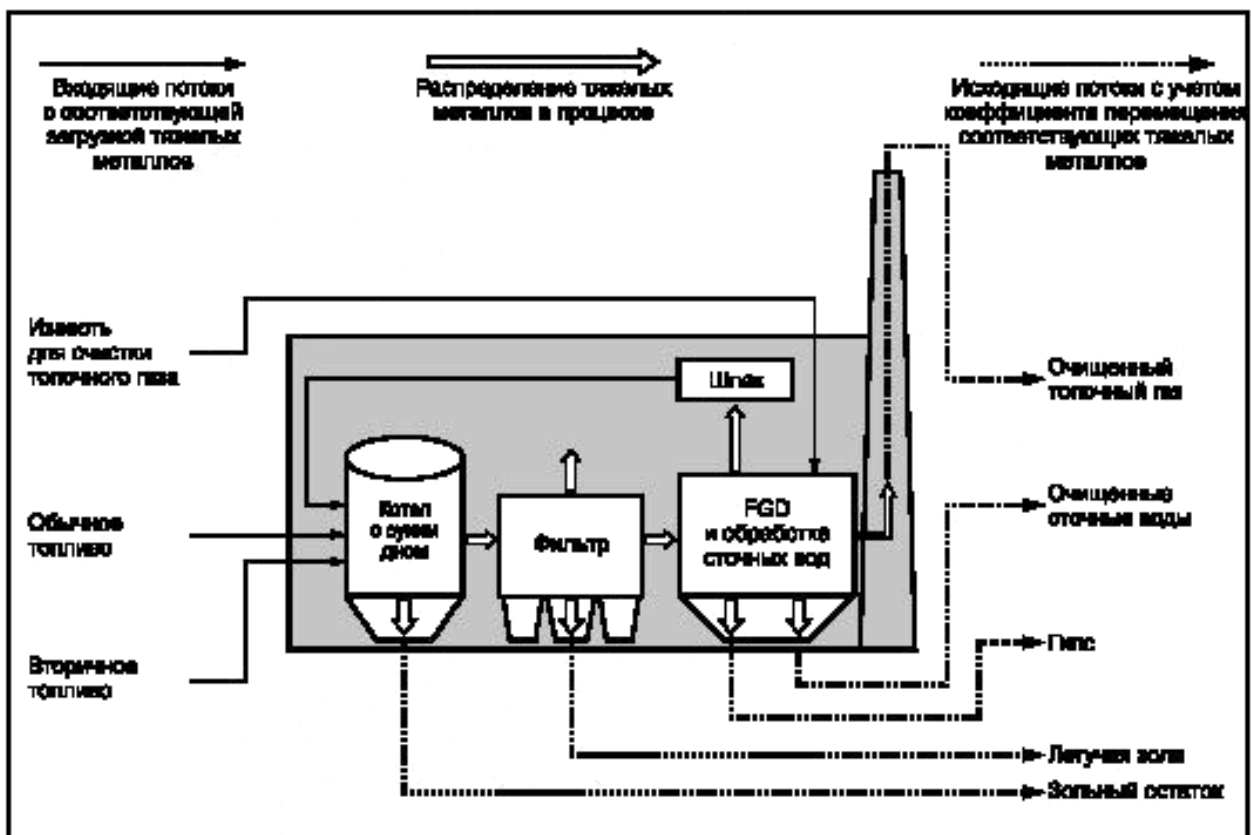 Входящие потоки
с соответствующей
загрузкой тяжелых
металлов
Распределение тяжелых
металлов в процессе
Исходящие потоки с учетом
коэффициента перемещения
соответствующих тяжелых
металлов
Известь
для очистки
топочного газа
Шлак
Очищенный
топочный газ
Котел
с сухим
дном
Фильтр
FGD
и обработка
сточных вод
Очищенные
сточные воды
Обычное
топливо
Вторичное
топливо
Гипс
Летучая зола
Зольный остаток